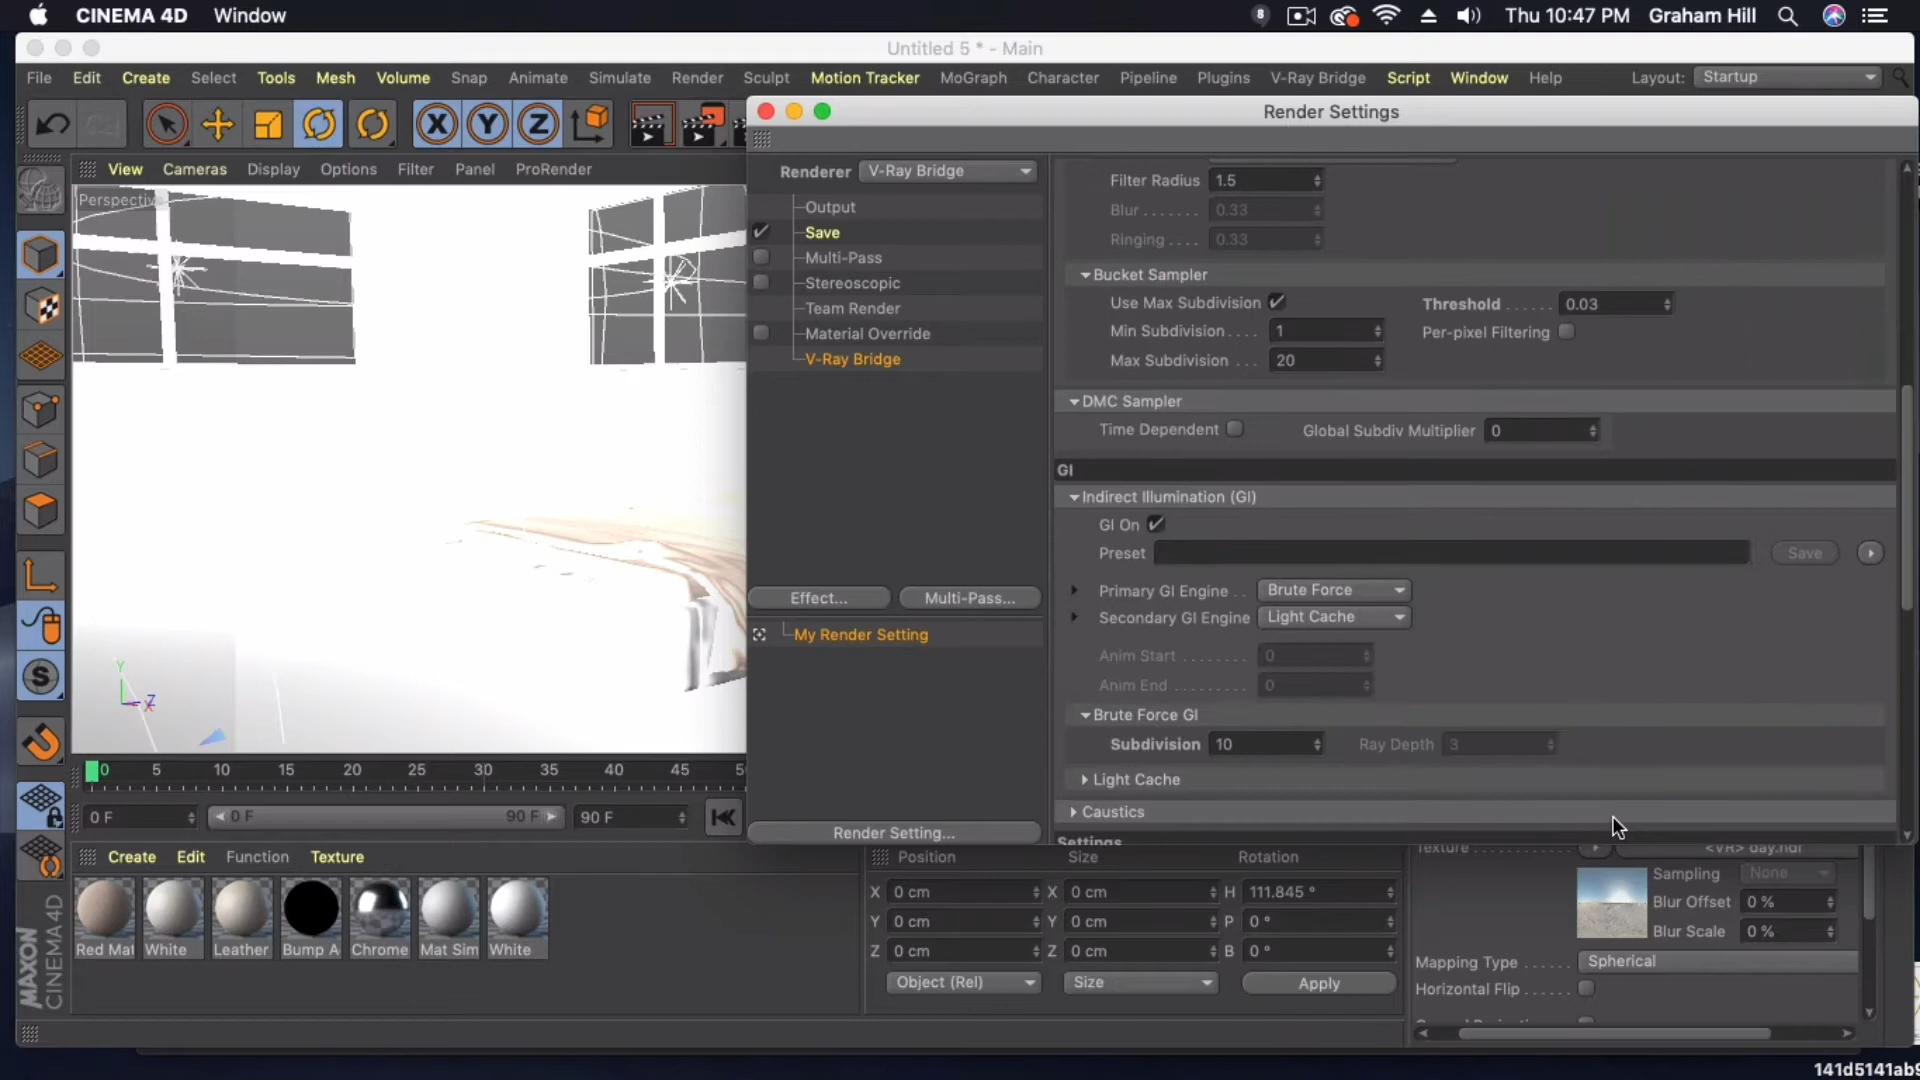 CINEMA 4D Window
8 Thu 10:47 PM Graham Hill
Untitled 5 * - Main
File Edit Create Select Tools Mesh Volume Snap Animate Simulate Render Sculpt Motion Tracker MoGraph Character Pipeline Plugins V-Ray Bridge Script Window Help Layout: Startup
X Y Z
Render Settings
View Cameras Display Options Filter Panel ProRender
Perspective
Renderer V-Ray Bridge
Output
Save
Multi-Pass
Stereoscopic
Team Render
Material Override
V-Ray Bridge
Effect... Multi-Pass...
My Render Setting
Render Setting...
Filter Radius 1.5
Blur 0.33
Ringing 0.33
Bucket Sampler
Use Max Subdivision Threshold 0.03
Min Subdivision 1 Per-pixel Filtering
Max Subdivision 20
DMC Sampler
Time Dependent Global Subdiv Multiplier 0
GI
Indirect Illumination (GI)
GI On
Preset Save
Primary GI Engine Brute Force
Secondary GI Engine Light Cache
Anim Start 0
Anim End 0
Brute Force GI
Subdivision 10 Ray Depth 3
Light Cache
Caustics
Settings
S
Y
Z
X
0 5 10 15 20 25 30 35 40 45
0 F 0 F 90 F 90 F
Create Edit Function Texture
Red Mat White Leather Bump A Chrome Mat Sim White
MAXON
CINEMA 4D
Position Size Rotation
X 0 cm X 0 cm H 111.845 °
Y 0 cm Y 0 cm P 0 °
Z 0 cm Z 0 cm B 0 °
Object (Rel) Size Apply
Texture <VR> day.hdr
Sampling None
Blur Offset 0 %
Blur Scale 0 %
Mapping Type Spherical
Horizontal Flip
141d5141ab9